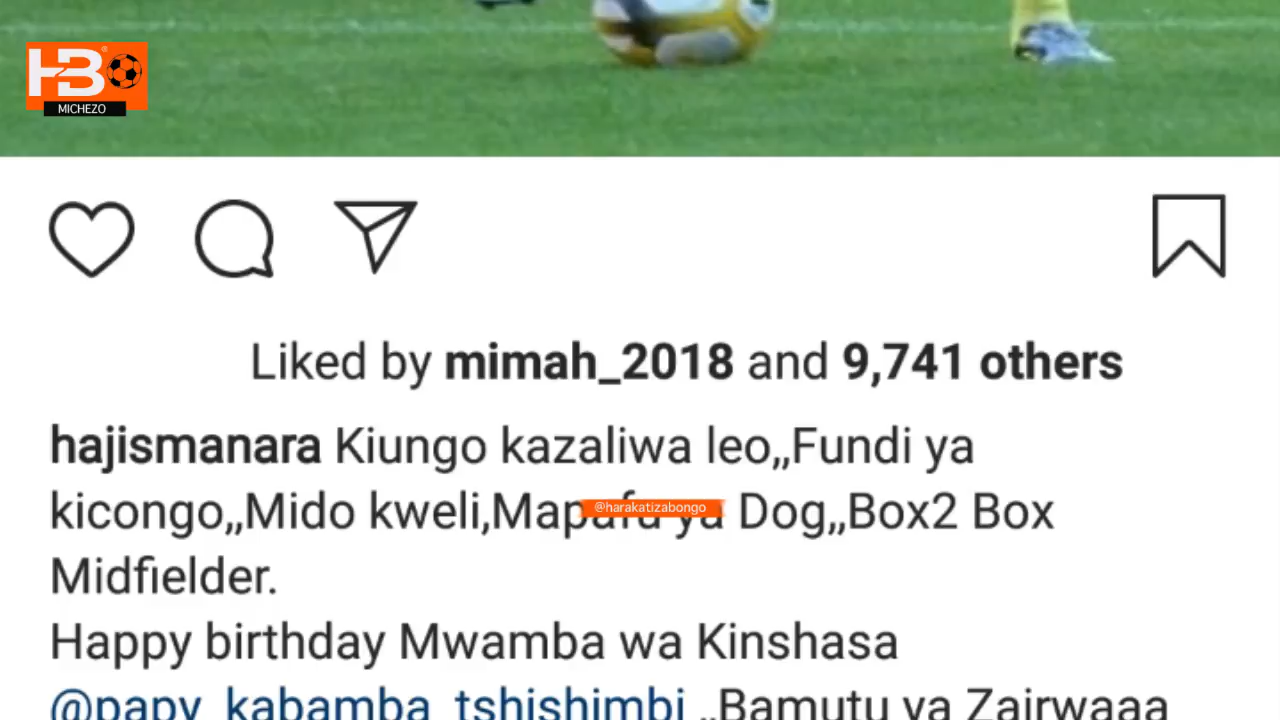 HB
MICHEZO
Liked by mimah_2018 and 9,741 others
hajismanara Kiungo kazaliwa leo,,Fundi ya
kicongo,,Mido kweli,Mapafu ya Dog,,Box2 Box
@harakatizabongo
Midfielder.
Happy birthday Mwamba wa Kinshasa
@papy_kabamba_tshishimbi ,,Bamutu ya Zairwaaa